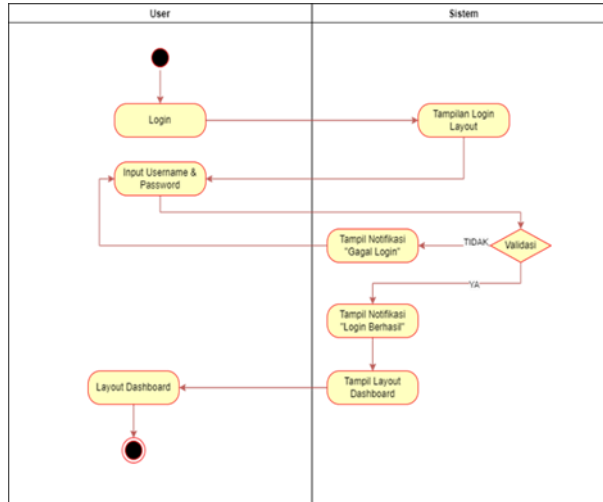 User
Sistem
Login
Tampilan Login
Layout
Input Username &
Password
Tampil Notifikasi
"Gagal Login"
TIDAK
Validasi
YA
Tampil Notifikasi
"Login Berhasil"
Layout Dashboard
Tampil Layout
Dashboard